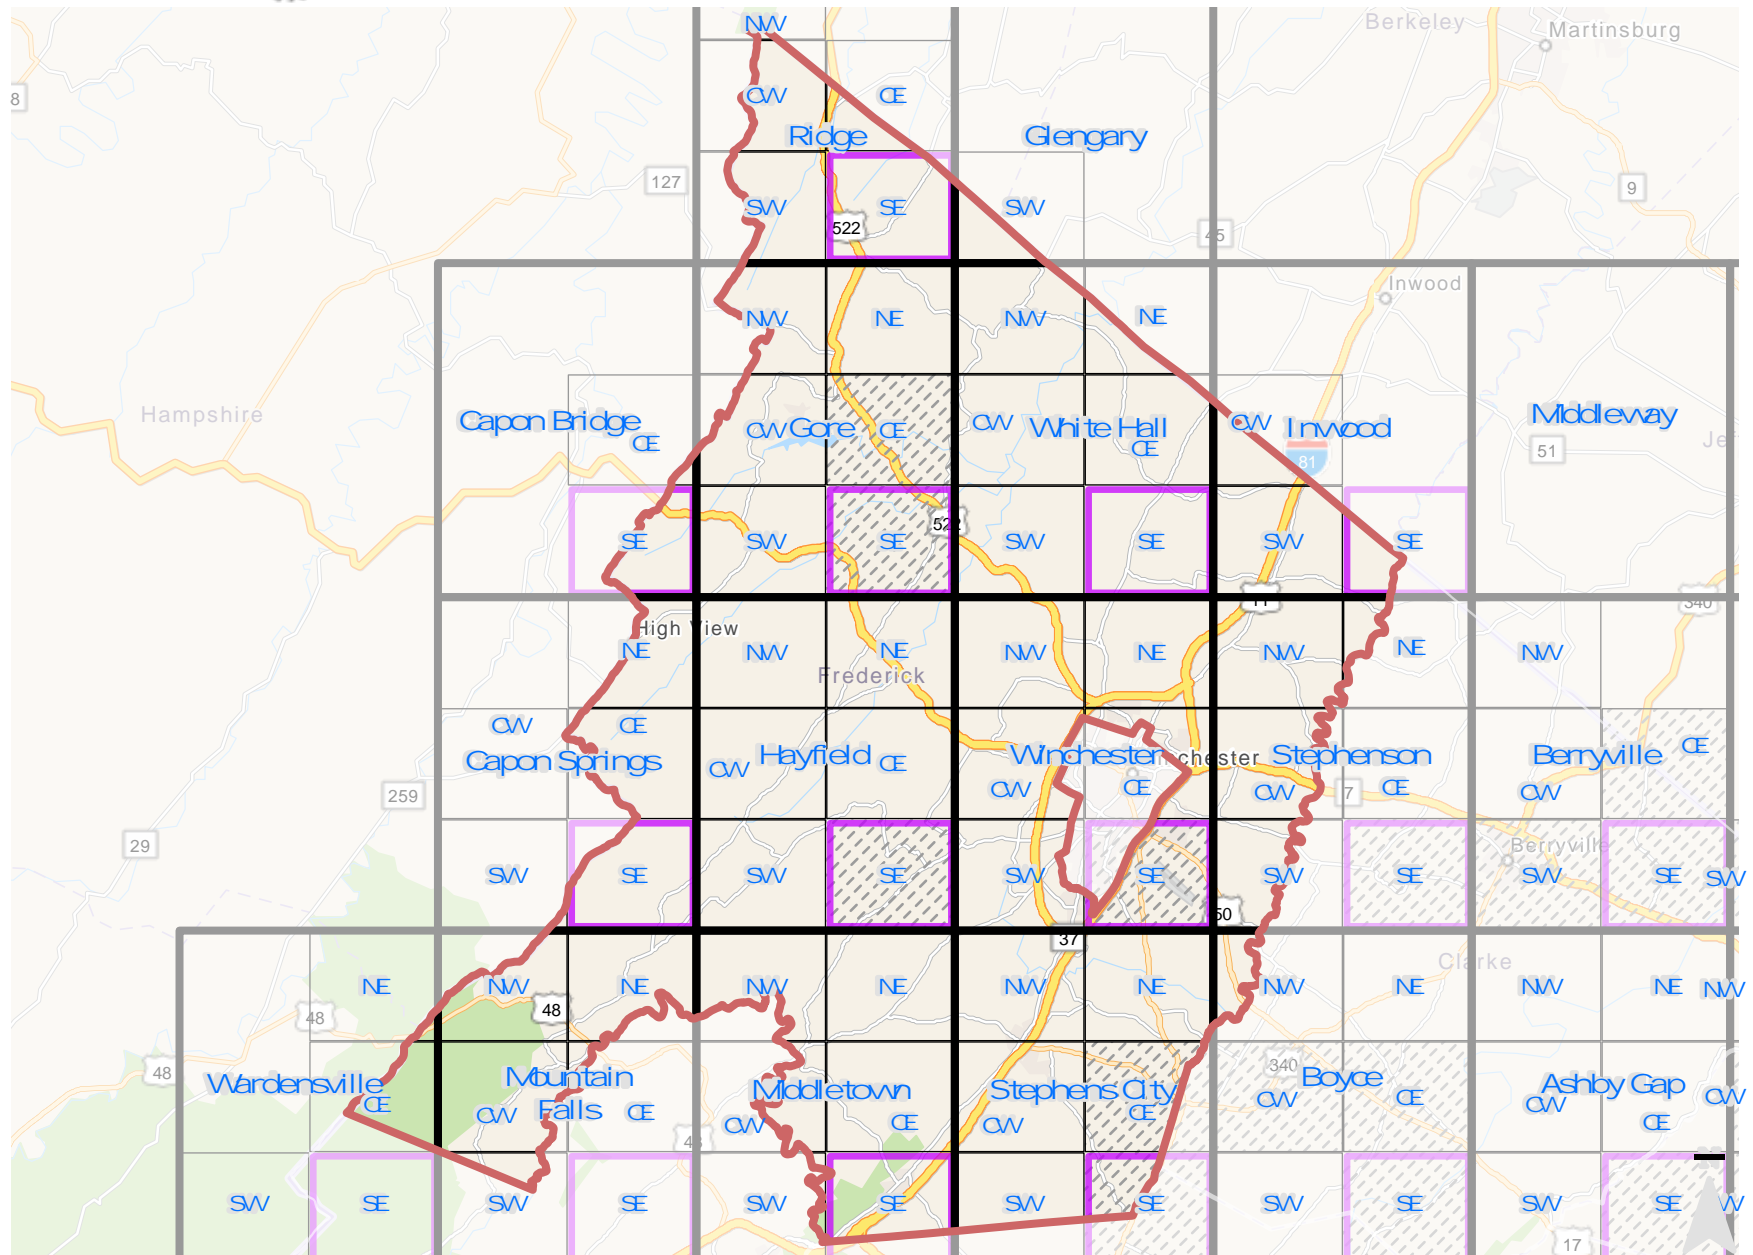 NW
Berkeley
Martinsburg
8
CW
CE
Ridge
Glengary
127
9
SW
SE
SW
522
45
Inwood
NW
NE
NW
NE
Hampshire
Capon Bridge
CE
CW
Gore
CE
CW
White Hall
CE
CW
Inwood
Middleway
Jef
51
81
522
SE
SW
SE
SW
SE
SW
SE
11
340
High View
NE
NW
NE
NW
NE
NW
NE
NW
Frederick
CW
CE
Capon Springs
CW
Hayfield
CE
Winchester
chester
Stephenson
Berryville
CE
CW
CE
CW
CE
CW
259
7
29
Berryville
SW
SE
SW
SE
SW
SE
SW
SE
SW
SE
SW
50
37
Clarke
NE
NW
NE
NW
NE
NW
NE
NW
NE
NW
NE
NW
48
48
48
340
Wardensville
CE
Mountain
Falls
CW
CE
Middletown
CW
CE
Stephens City
CW
CE
Boyce
CW
CE
Ashby Gap
CW
CE
CW
SW
SE
SW
SE
SW
SE
SW
SE
SW
SE
SW
SE
17